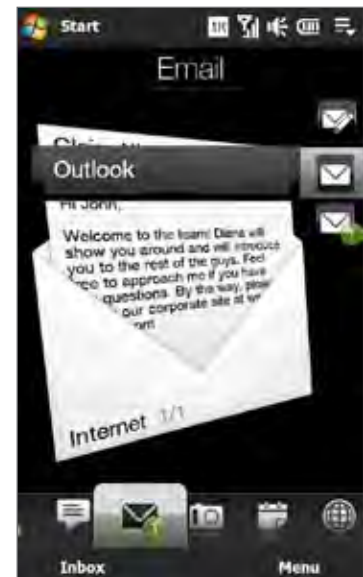 Start
Email
Outlook
Hi John,
Welcome to the team! Diana will
show you around and will introduce
you to the rest of the guys. Feel
free to approach me if you have
questions. By the way, please
our corporate site at
Internet 1/1
Inbox Menu